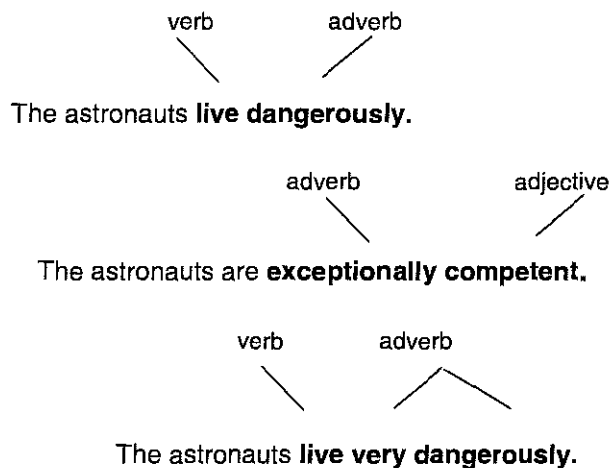 verb adverb
The astronauts live dangerously.
adverb adjective
The astronauts are exceptionally competent.
verb adverb
The astronauts live very dangerously.